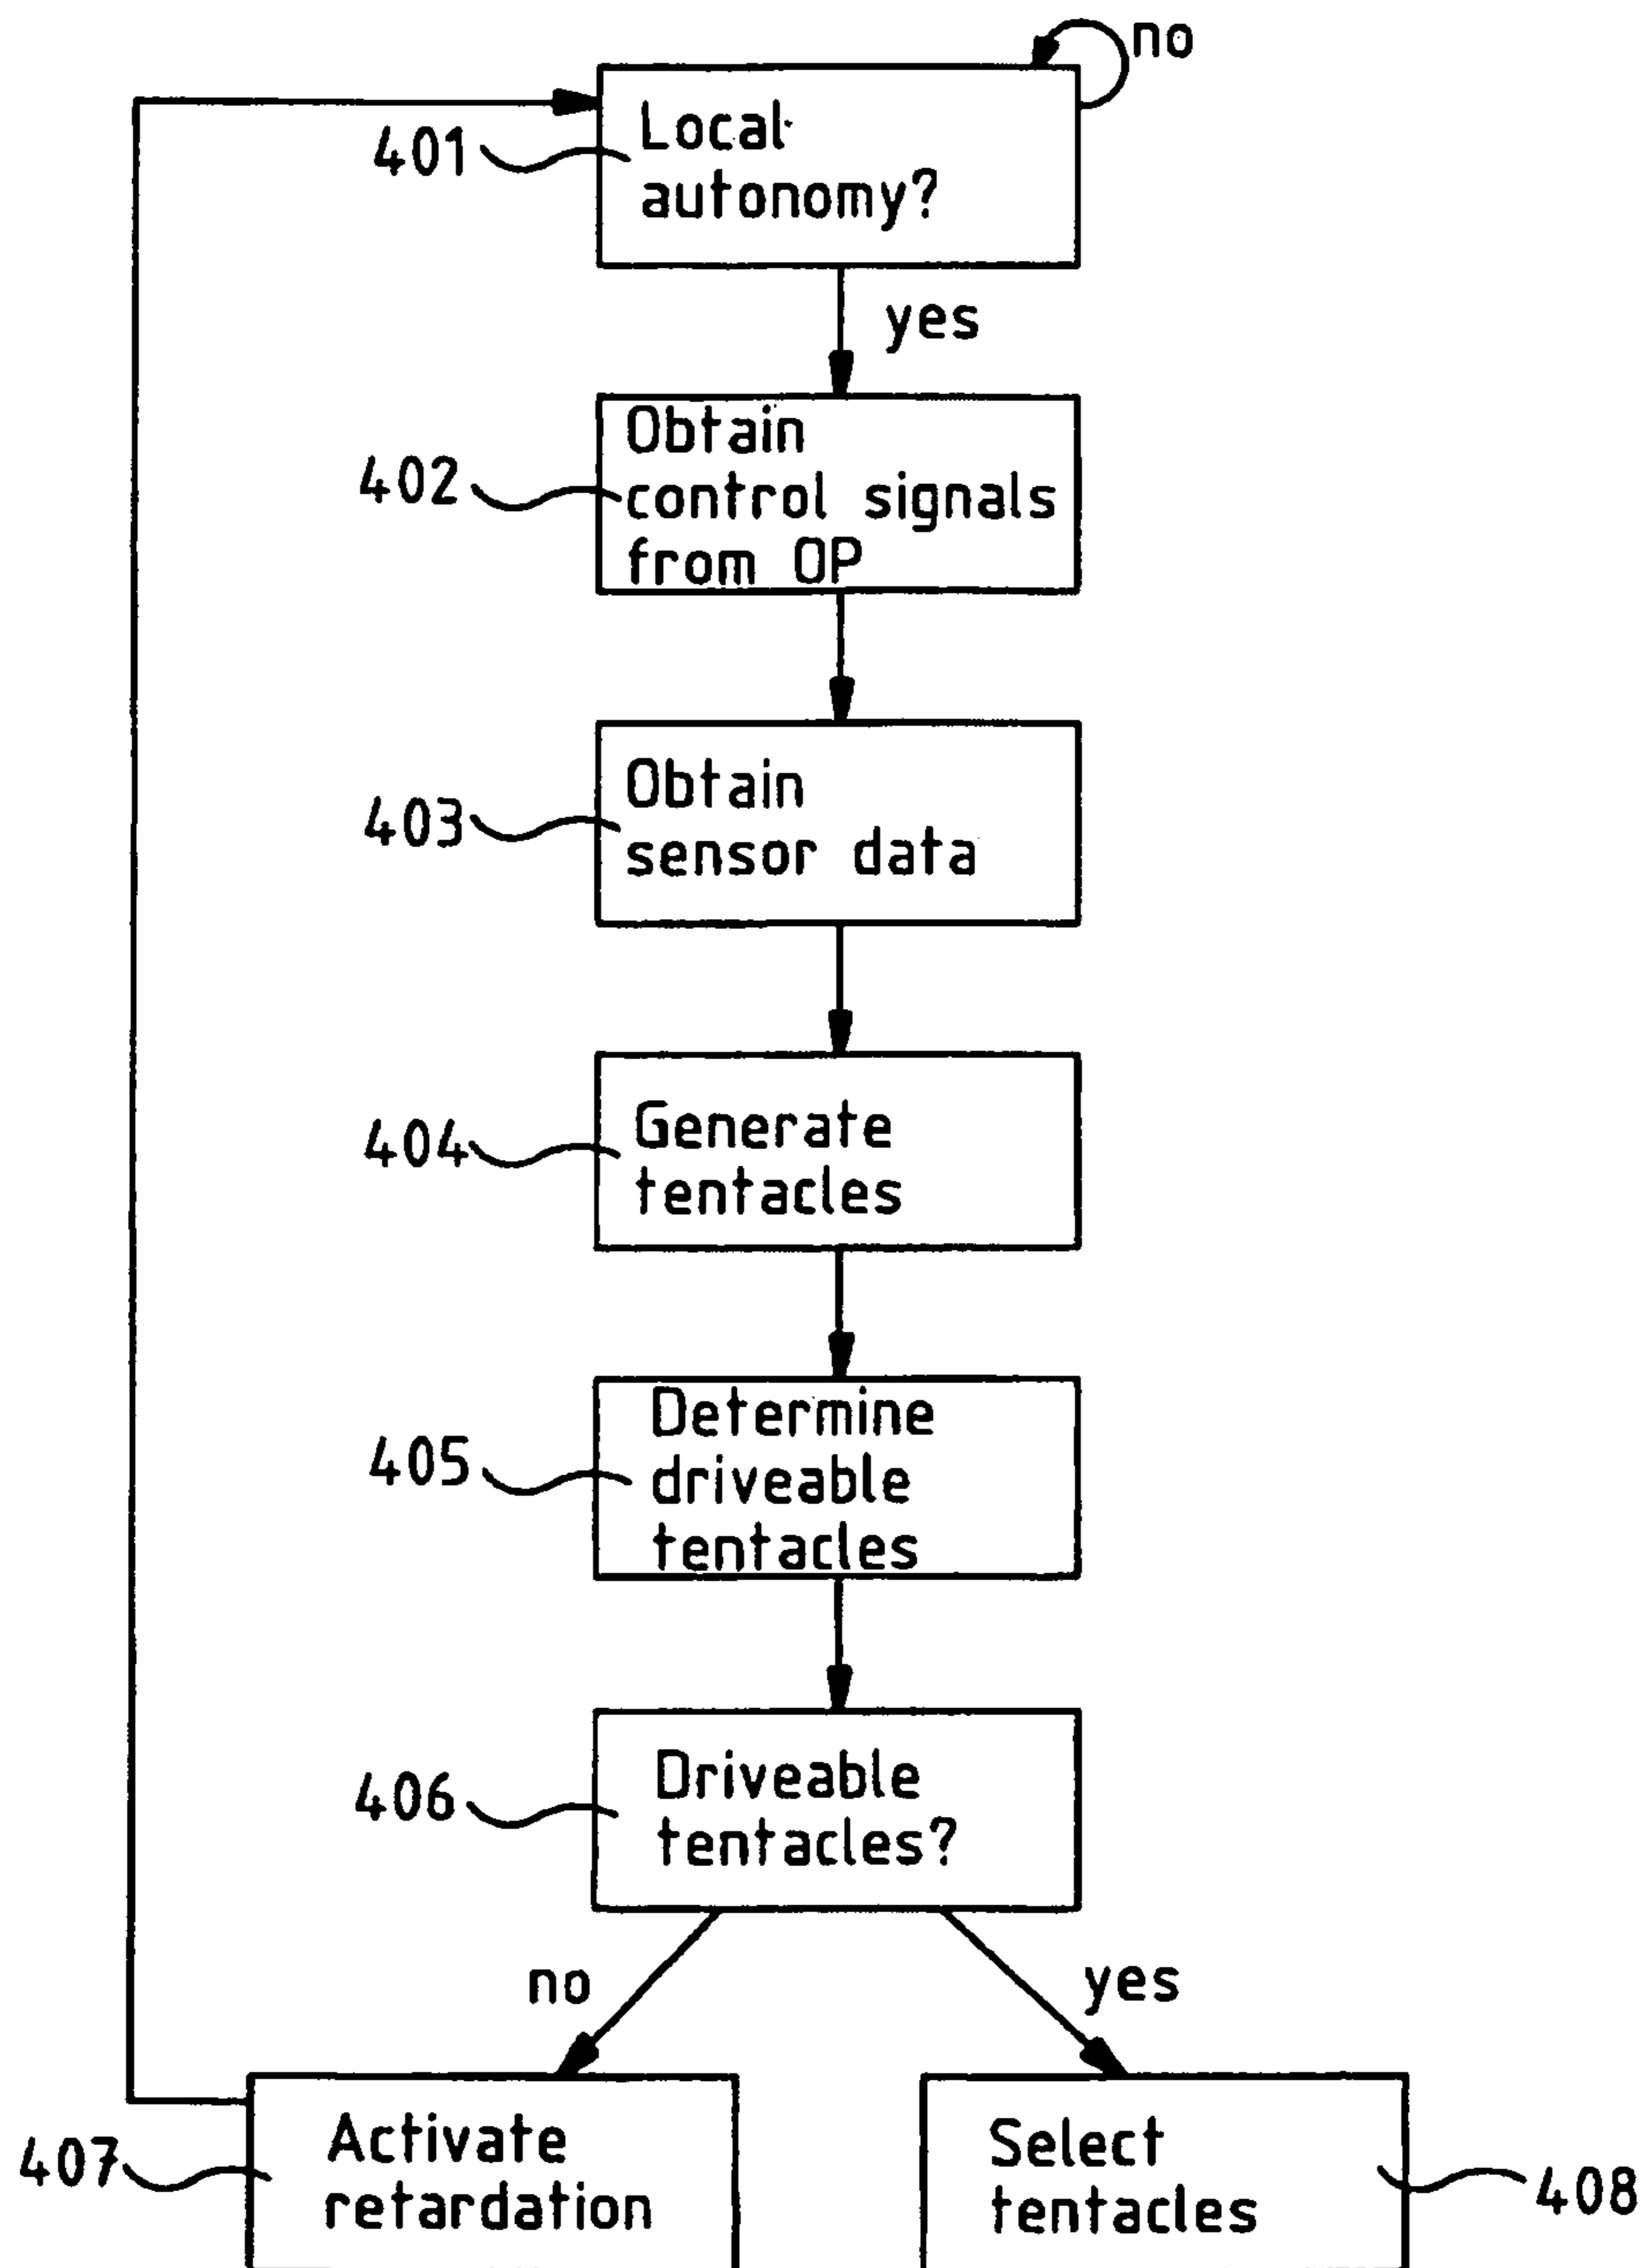 no
401
Local
autonomy?
yes
402
Obtain
control signals
from OP
403
Obtain
sensor data
404
Generate
tentacles
405
Determine
driveable
tentacles
406
Driveable
tentacles?
no
yes
407
Activate
retardation
Select
tentacles
408